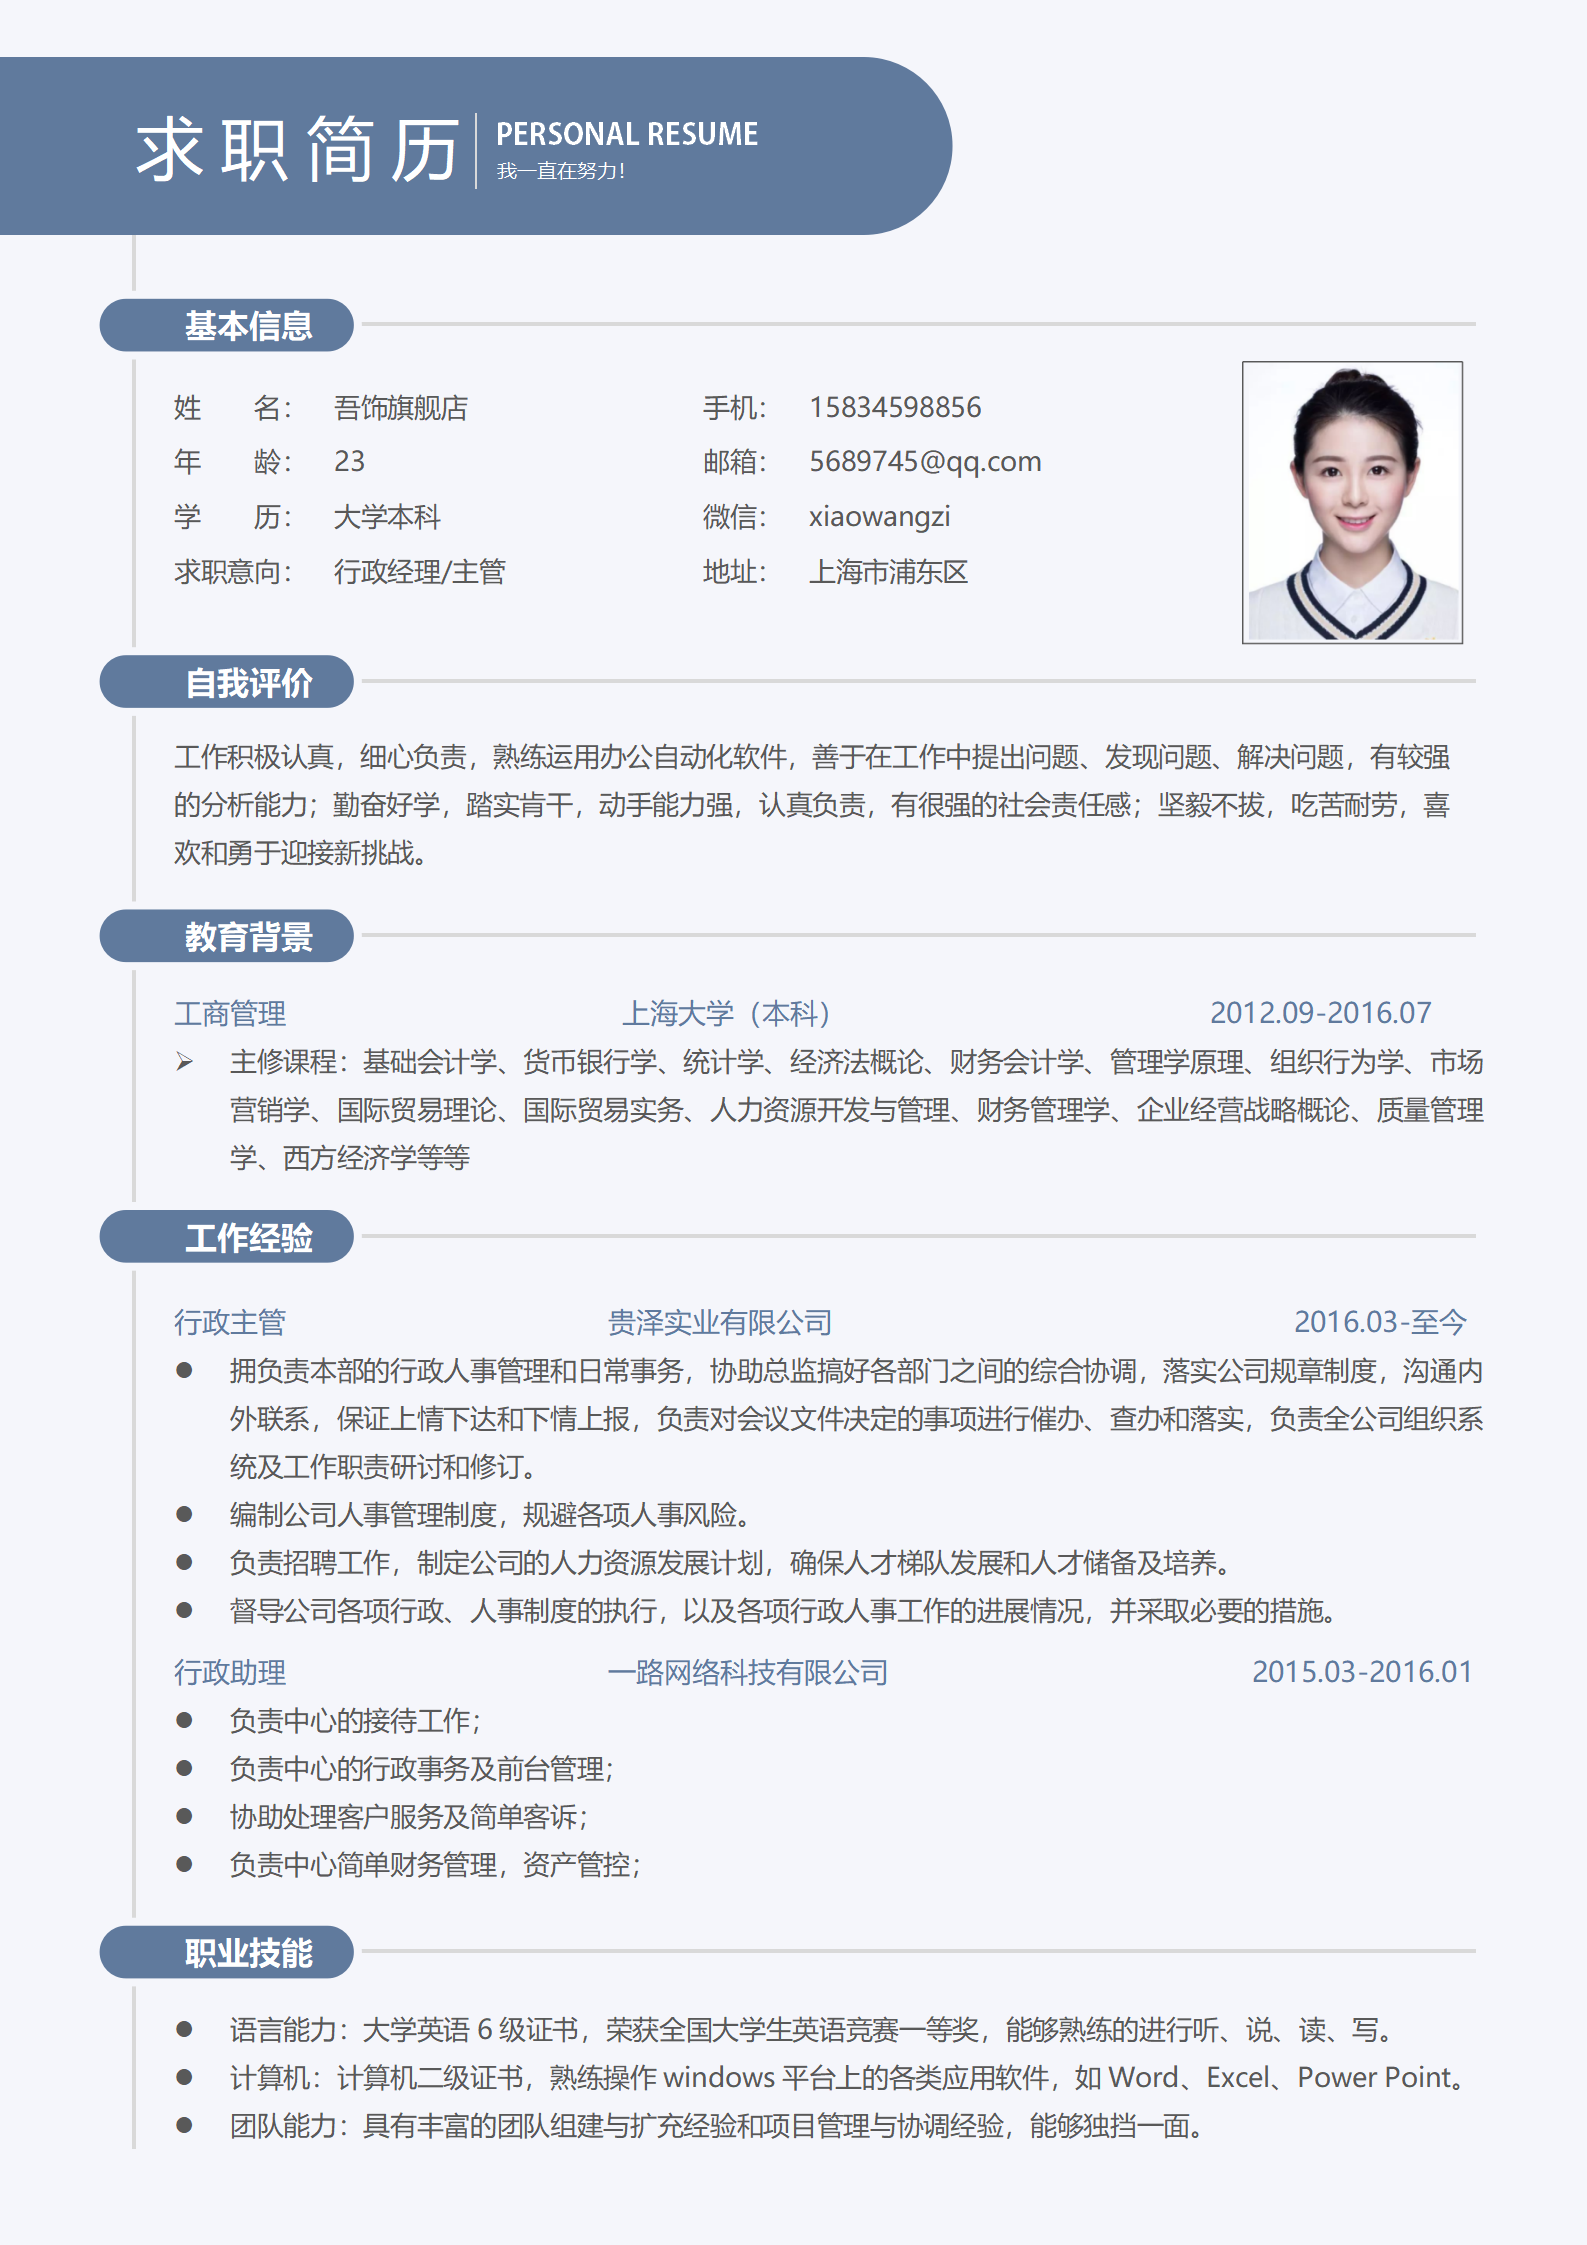 求职简历
PERSONAL RESUME
我一直在努力！
基本信息
姓　　名： 吾饰旗舰店　手机： 15834598856
年　　龄： 23　邮箱： 5689745@qq.com
学　　历： 大学本科　微信： xiaowangzi
求职意向： 行政经理/主管　地址： 上海市浦东区
自我评价
工作积极认真，细心负责，熟练运用办公自动化软件，善于在工作中提出问题、发现问题、解决问题，有较强
的分析能力；勤奋好学，踏实肯干，动手能力强，认真负责，有很强的社会责任感；坚毅不拔，吃苦耐劳，喜
欢和勇于迎接新挑战。
教育背景
工商管理　上海大学（本科）　2012.09-2016.07
➢ 主修课程：基础会计学、货币银行学、统计学、经济法概论、财务会计学、管理学原理、组织行为学、市场
营销学、国际贸易理论、国际贸易实务、人力资源开发与管理、财务管理学、企业经营战略概论、质量管理
学、西方经济学等等
工作经验
行政主管　贵泽实业有限公司　2016.03-至今
● 拥负责本部的行政人事管理和日常事务，协助总监搞好各部门之间的综合协调，落实公司规章制度，沟通内
外联系，保证上情下达和下情上报，负责对会议文件决定的事项进行催办、查办和落实，负责全公司组织系
统及工作职责研讨和修订。
● 编制公司人事管理制度，规避各项人事风险。
● 负责招聘工作，制定公司的人力资源发展计划，确保人才梯队发展和人才储备及培养。
● 督导公司各项行政、人事制度的执行，以及各项行政人事工作的进展情况，并采取必要的措施。
行政助理　一路网络科技有限公司　2015.03-2016.01
● 负责中心的接待工作；
● 负责中心的行政事务及前台管理；
● 协助处理客户服务及简单客诉；
● 负责中心简单财务管理，资产管控；
职业技能
● 语言能力：大学英语 6 级证书，荣获全国大学生英语竞赛一等奖，能够熟练的进行听、说、读、写。
● 计算机：计算机二级证书，熟练操作 windows 平台上的各类应用软件，如 Word、Excel、Power Point。
● 团队能力：具有丰富的团队组建与扩充经验和项目管理与协调经验，能够独挡一面。